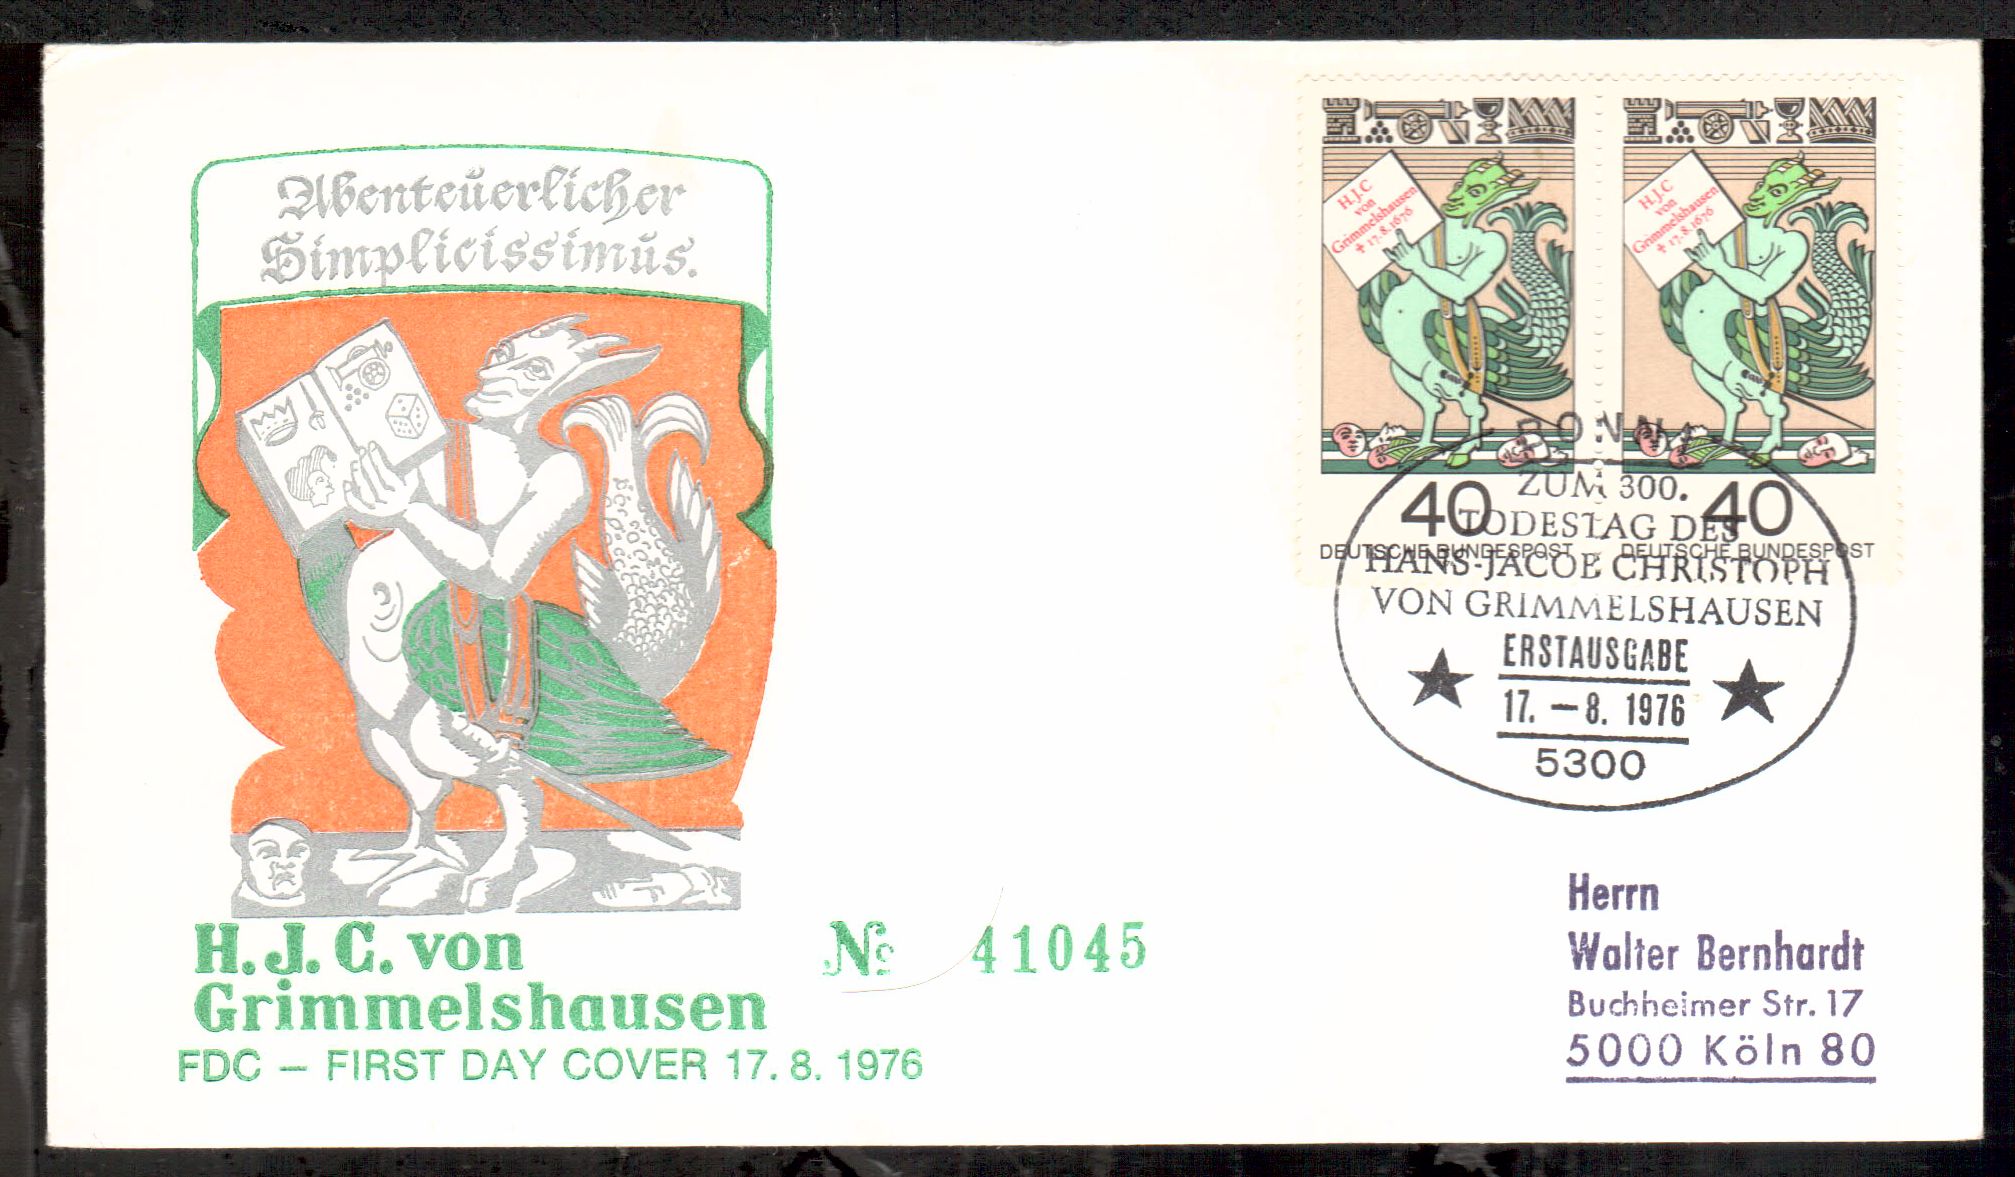 Abenteuerlicher
Simplicissimus.
H. J. C. von
Grimmelshausen
FDC – FIRST DAY COVER 17. 8. 1976
No 41045
H.J.C
von
Grimmelshausen
✝ 17.8.1676
40
DEUTSCHE BUNDESPOST
H.J.C
von
Grimmelshausen
✝ 17.8.1676
40
DEUTSCHE BUNDESPOST
BONN 1
ZUM 300.
TODESTAG DES
HANS-JACOB CHRISTOPH
VON GRIMMELSHAUSEN
ERSTAUSGABE
17. – 8. 1976
5300
Herrn
Walter Bernhardt
Buchheimer Str. 17
5000 Köln 80